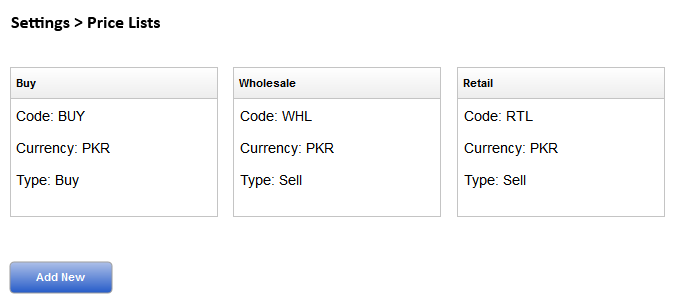 Settings > Price Lists
Buy
Code: BUY
Currency: PKR
Type: Buy
Wholesale
Code: WHL
Currency: PKR
Type: Sell
Retail
Code: RTL
Currency: PKR
Type: Sell
Add New